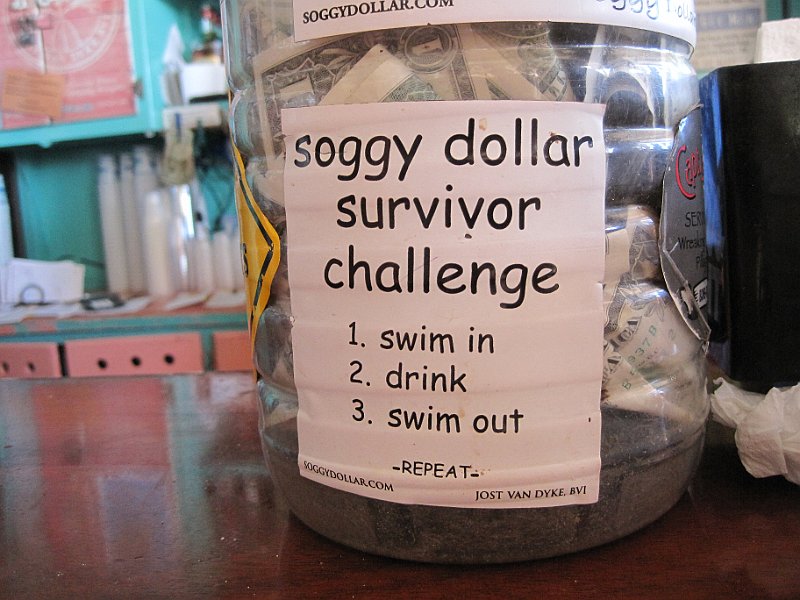 SOGGYDOLLAR.COM
soggy dollar
survivor
challenge
1. swim in
2. drink
3. swim out
-REPEAT-
SOGGYDOLLAR.COM
JOST VAN DYKE, BVI